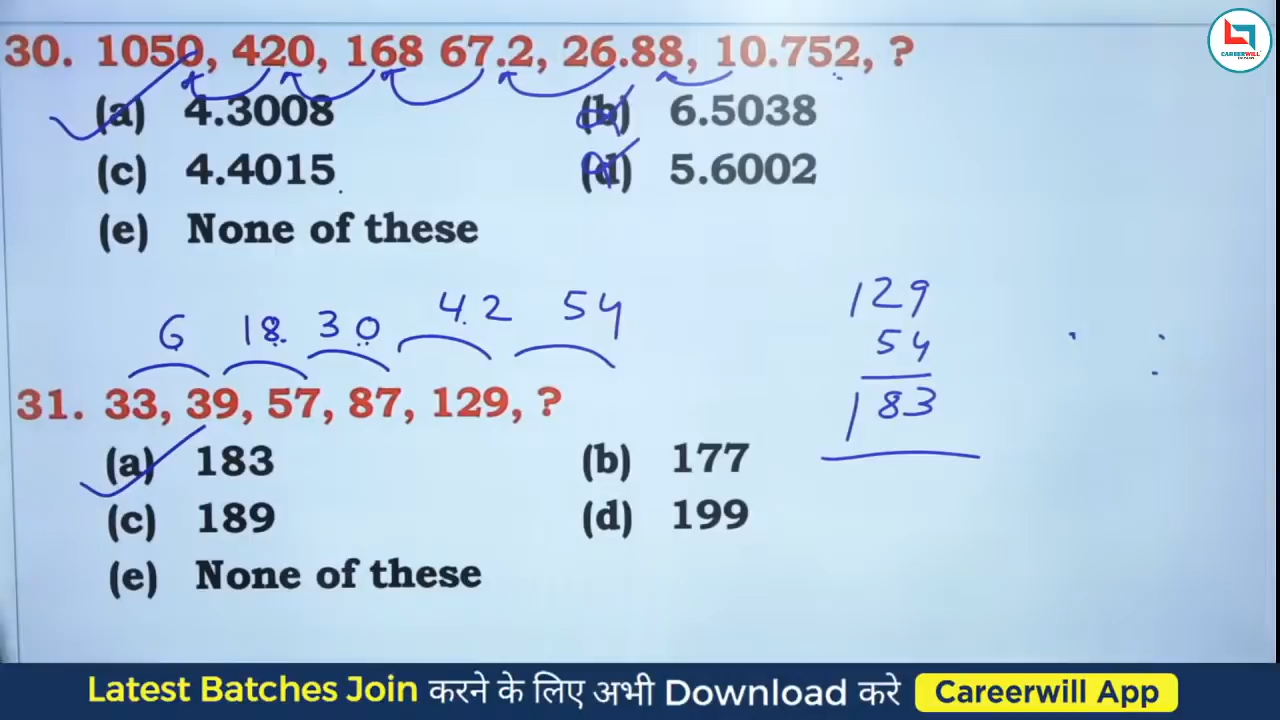 CAREERWILL
30. 1050, 420, 168 67.2, 26.88, 10.752, ?
(a) 4.3008 (b) 6.5038
(c) 4.4015 (d) 5.6002
(e) None of these
6 18 30 42 54
129
54
183
31. 33, 39, 57, 87, 129, ?
(a) 183 (b) 177
(c) 189 (d) 199
(e) None of these
Latest Batches Join करने के लिए अभी Download करे Careerwill App